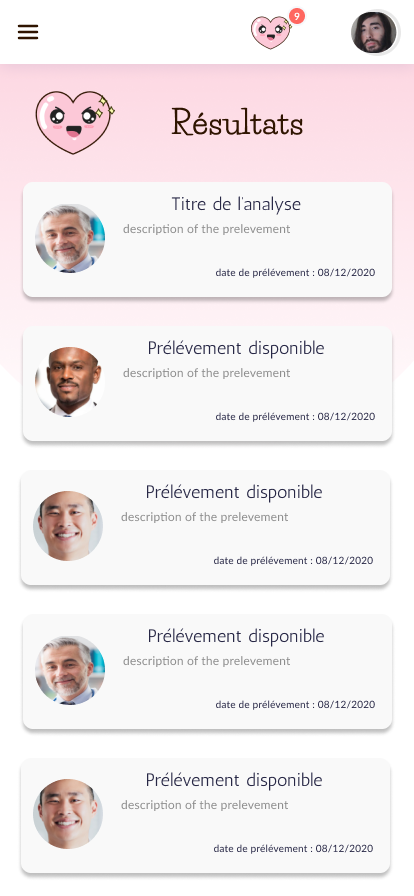 9
Résultats
Titre de l'analyse
description of the prelevement
date de prélévement : 08/12/2020
Prélévement disponible
description of the prelevement
date de prélévement : 08/12/2020
Prélévement disponible
description of the prelevement
date de prélévement : 08/12/2020
Prélévement disponible
description of the prelevement
date de prélévement : 08/12/2020
Prélévement disponible
description of the prelevement
date de prélévement : 08/12/2020